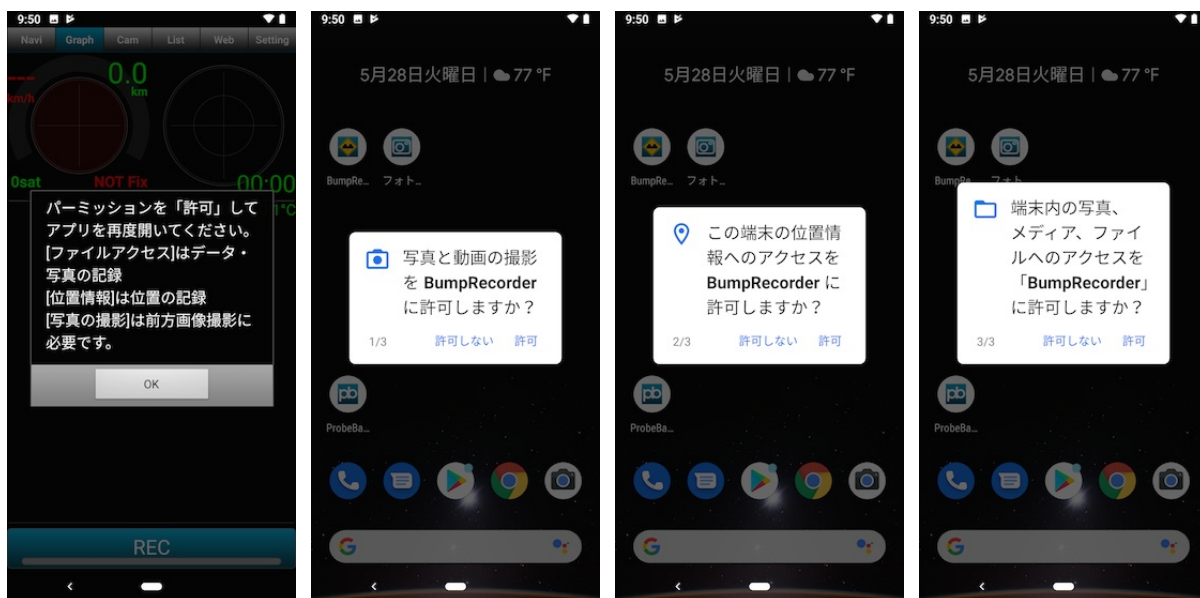 9:50
Navi Graph Cam List Web Setting
---
km/h
0.0
km
0sat
NOT Fix
00:00
1°C
パーミッションを「許可」して
アプリを再度開いてください。
[ファイルアクセス]はデータ・
写真の記録
[位置情報]は位置の記録
[写真の撮影]は前方画像撮影に
必要です。
OK
REC
9:50
5月28日火曜日 | 77 °F
BumpRe... フォト...
写真と動画の撮影
を BumpRecorder
に許可しますか？
1/3 許可しない 許可
pb
ProbeBa...
G
9:50
5月28日火曜日 | 77 °F
BumpRe... フォト...
この端末の位置情
報へのアクセスを
BumpRecorder に
許可しますか？
2/3 許可しない 許可
pb
ProbeBa...
G
9:50
5月28日火曜日 | 77 °F
端末内の写真、
メディア、ファイ
ルへのアクセスを
「BumpRecorder」
に許可しますか？
3/3 許可しない 許可
pb
ProbeBa...
G